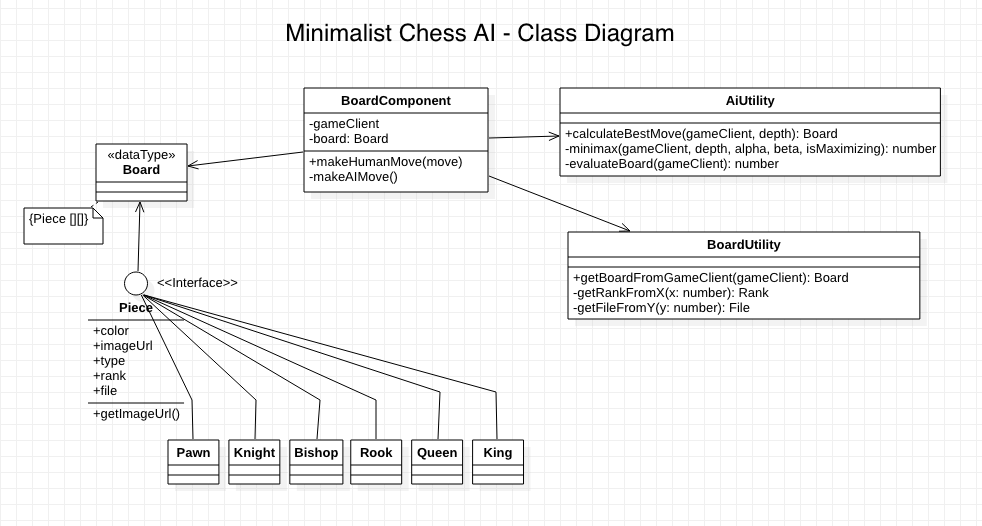 Minimalist Chess AI - Class Diagram
BoardComponent
-gameClient
-board: Board
+makeHumanMove(move)
-makeAIMove()
AiUtility
+calculateBestMove(gameClient, depth): Board
-minimax(gameClient, depth, alpha, beta, isMaximizing): number
-evaluateBoard(gameClient): number
«dataType»
Board
{Piece [][]}
BoardUtility
+getBoardFromGameClient(gameClient): Board
-getRankFromX(x: number): Rank
-getFileFromY(y: number): File
<<Interface>>
Piece
+color
+imageUrl
+type
+rank
+file
+getImageUrl()
Pawn
Knight
Bishop
Rook
Queen
King